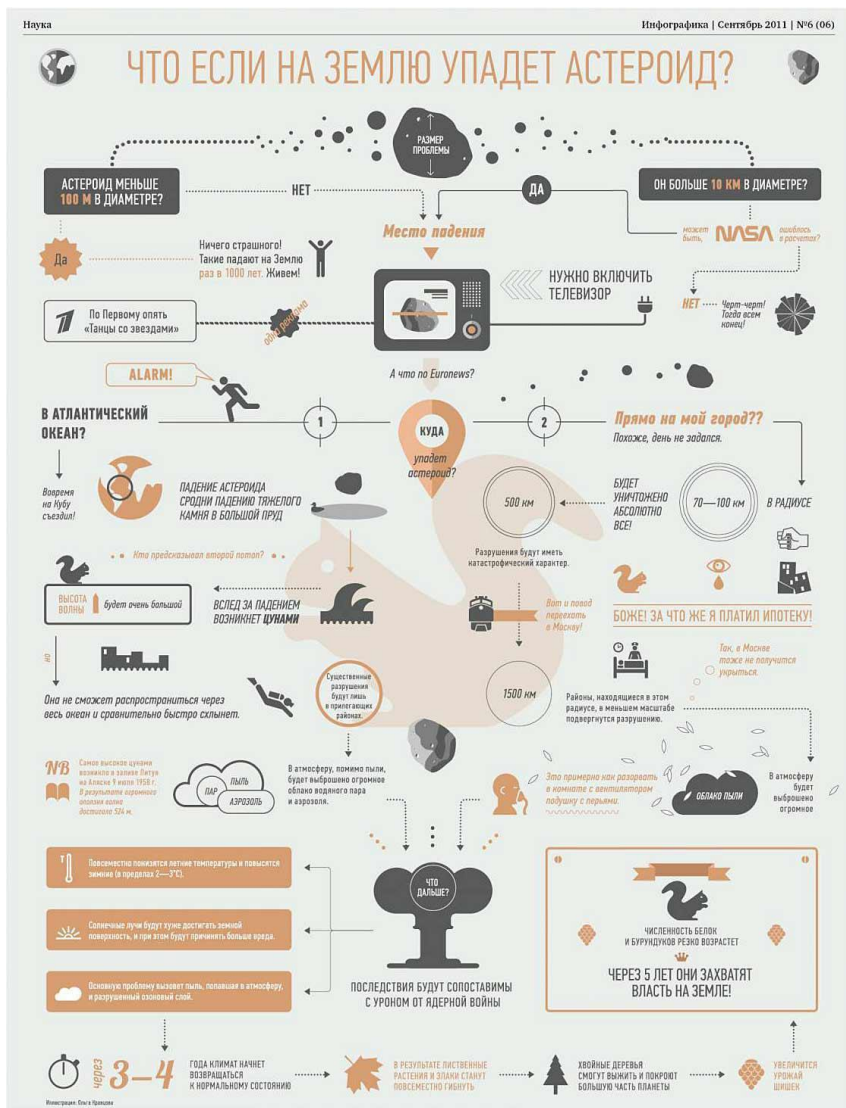 Наука
Инфографика | Сентябрь 2011 | №6 (06)
ЧТО ЕСЛИ НА ЗЕМЛЮ УПАДЕТ АСТЕРОИД?
РАЗМЕР
ПРОБЛЕМЫ
АСТЕРОИД МЕНЬШЕ
100 М В ДИАМЕТРЕ?
НЕТ
ДА
ОН БОЛЬШЕ 10 КМ В ДИАМЕТРЕ?
Место падения
может
быть,
NASA
ошиблось
в расчетах?
Да
Ничего страшного!
Такие падают на Землю
раз в 1000 лет. Живем!
НУЖНО ВКЛЮЧИТЬ
ТЕЛЕВИЗОР
НЕТ
Черт-черт!
Тогда всем
конец!
1
По Первому опять
«Танцы со звездами»
одна реклама
А что по Euronews?
ALARM!
В АТЛАНТИЧЕСКИЙ
ОКЕАН?
1
КУДА
упадет
астероид?
2
Прямо на мой город??
Похоже, день не задался.
Вовремя
на Кубу
съездил!
ПАДЕНИЕ АСТЕРОИДА
СРОДНИ ПАДЕНИЮ ТЯЖЕЛОГО
КАМНЯ В БОЛЬШОЙ ПРУД
500 км
БУДЕТ
УНИЧТОЖЕНО
АБСОЛЮТНО
ВСЕ!
70—100 км
В РАДИУСЕ
Кто предсказывал второй потоп?
Разрушения будут иметь
катастрофический характер.
ВЫСОТА
ВОЛНЫ
будет очень большой
ВСЛЕД ЗА ПАДЕНИЕМ
ВОЗНИКНЕТ ЦУНАМИ
Вот и повод
переехать
в Москву!
БОЖЕ! ЗА ЧТО ЖЕ Я ПЛАТИЛ ИПОТЕКУ!
но
Так, в Москве
тоже не получится
укрыться.
Она не сможет распространиться через
весь океан и сравнительно быстро схлынет.
Существенные
разрушения
будут лишь
в прилегающих
районах.
1500 км
Районы, находящиеся в этом
радиусе, в меньшем масштабе
подвергнутся разрушению.
NB
Самое высокое цунами
возникло в заливе Литуя
на Аляске 9 июля 1958 г.
В результате огромного
оползня волна
достигала 524 м.
ПЫЛЬ
ПАР
АЭРОЗОЛЬ
В атмосферу, помимо пыли,
будет выброшено огромное
облако водяного пара
и аэрозоля.
Это примерно как разорвать
в комнате с вентилятором
подушку с перьями.
ОБЛАКО ПЫЛИ
В атмосферу
будет
выброшено
огромное
T
Повсеместно понизятся летние температуры и повысятся
зимние (в пределах 2—3°C).
Солнечные лучи будут хуже достигать земной
поверхность, и при этом будут причинять больше вреда.
Основную проблему вызовет пыль, попавшая в атмосферу,
и разрушенный озоновый слой.
ЧТО
ДАЛЬШЕ?
ПОСЛЕДСТВИЯ БУДУТ СОПОСТАВИМЫ
С УРОНОМ ОТ ЯДЕРНОЙ ВОЙНЫ
ЧИСЛЕННОСТЬ БЕЛОК
И БУРУНДУКОВ РЕЗКО ВОЗРАСТЕТ
ЧЕРЕЗ 5 ЛЕТ ОНИ ЗАХВАТЯТ
ВЛАСТЬ НА ЗЕМЛЕ!
через
3—4
ГОДА КЛИМАТ НАЧНЕТ
ВОЗВРАЩАТЬСЯ
К НОРМАЛЬНОМУ СОСТОЯНИЮ
В РЕЗУЛЬТАТЕ ЛИСТВЕННЫЕ
РАСТЕНИЯ И ЗЛАКИ СТАНУТ
ПОВСЕМЕСТНО ГИБНУТЬ
ХВОЙНЫЕ ДЕРЕВЬЯ
СМОГУТ ВЫЖИТЬ И ПОКРОЮТ
БОЛЬШУЮ ЧАСТЬ ПЛАНЕТЫ
УВЕЛИЧИТСЯ
УРОЖАЙ
ШИШЕК
Иллюстрация: Ольга Кравцова